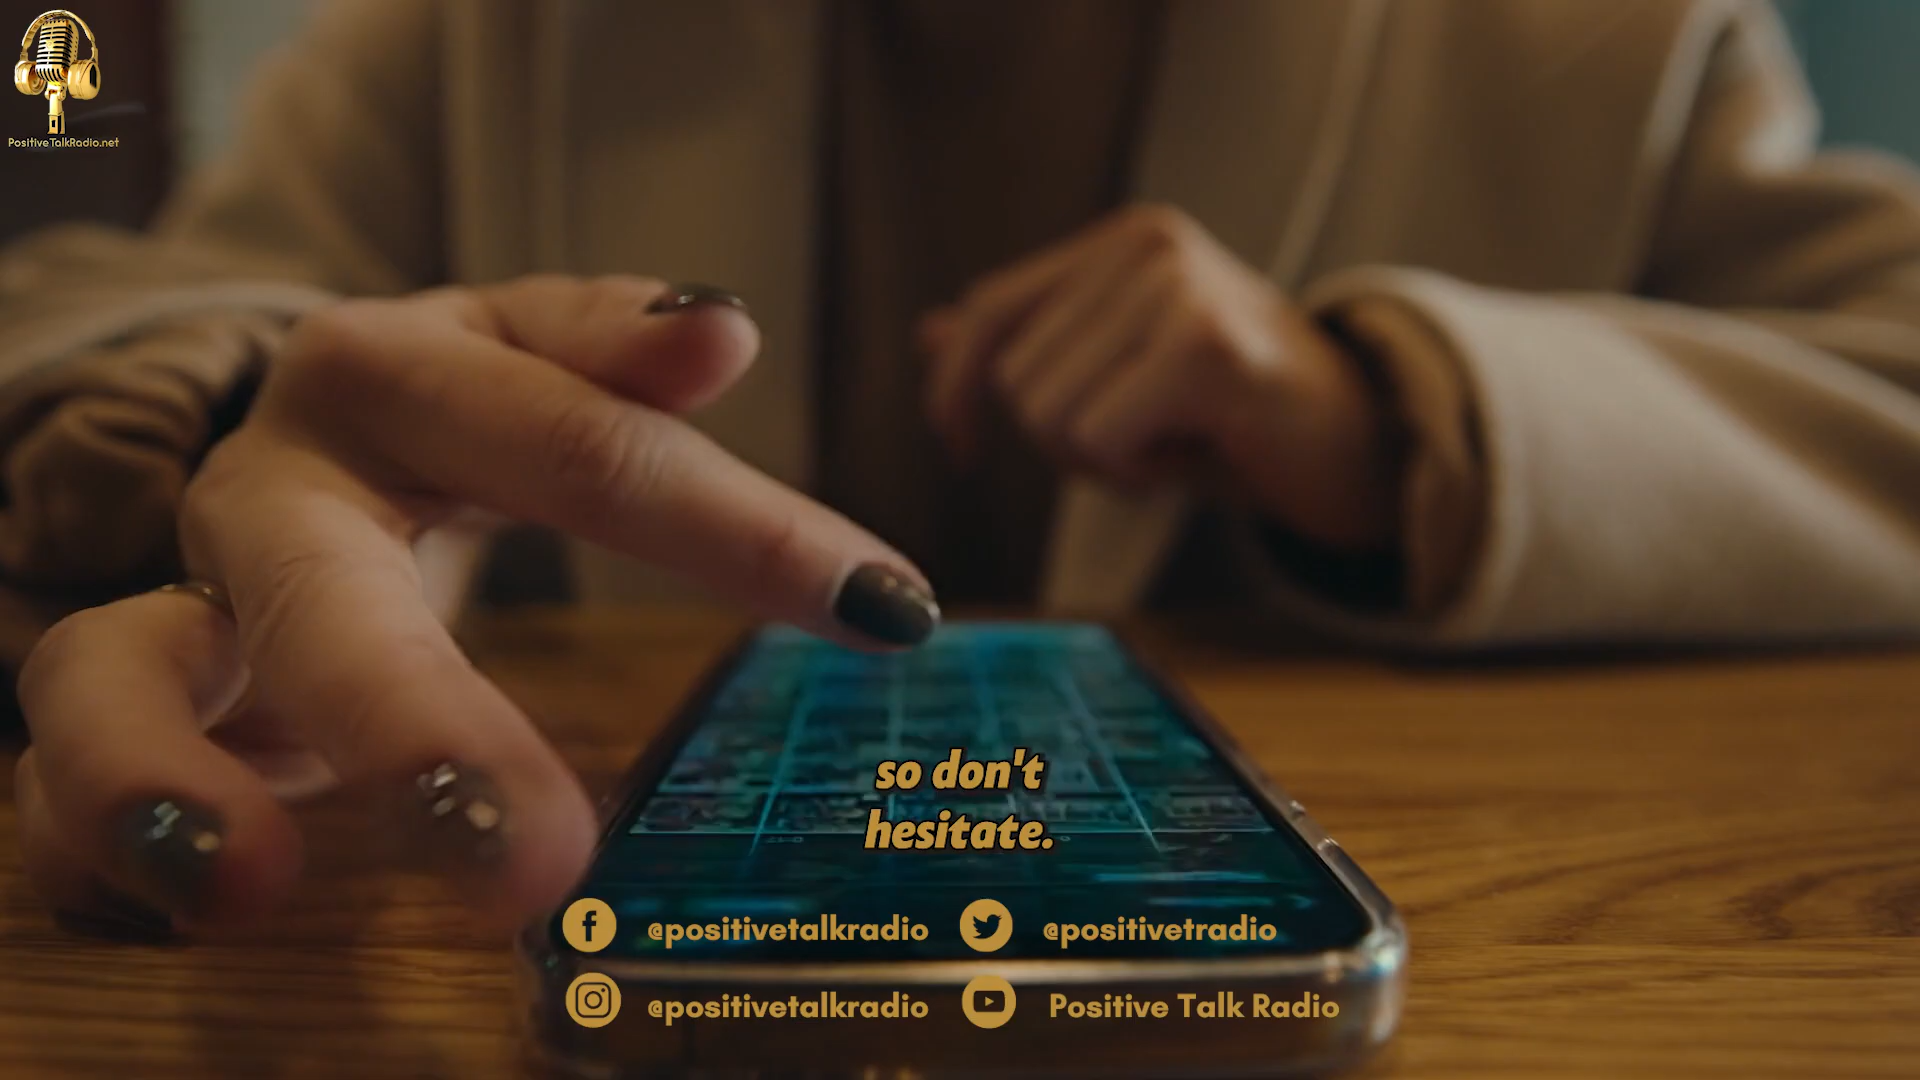 PositiveTalkRadio.net
so don't
hesitate.
@positivetalkradio
@positivetradio
@positivetalkradio
Positive Talk Radio